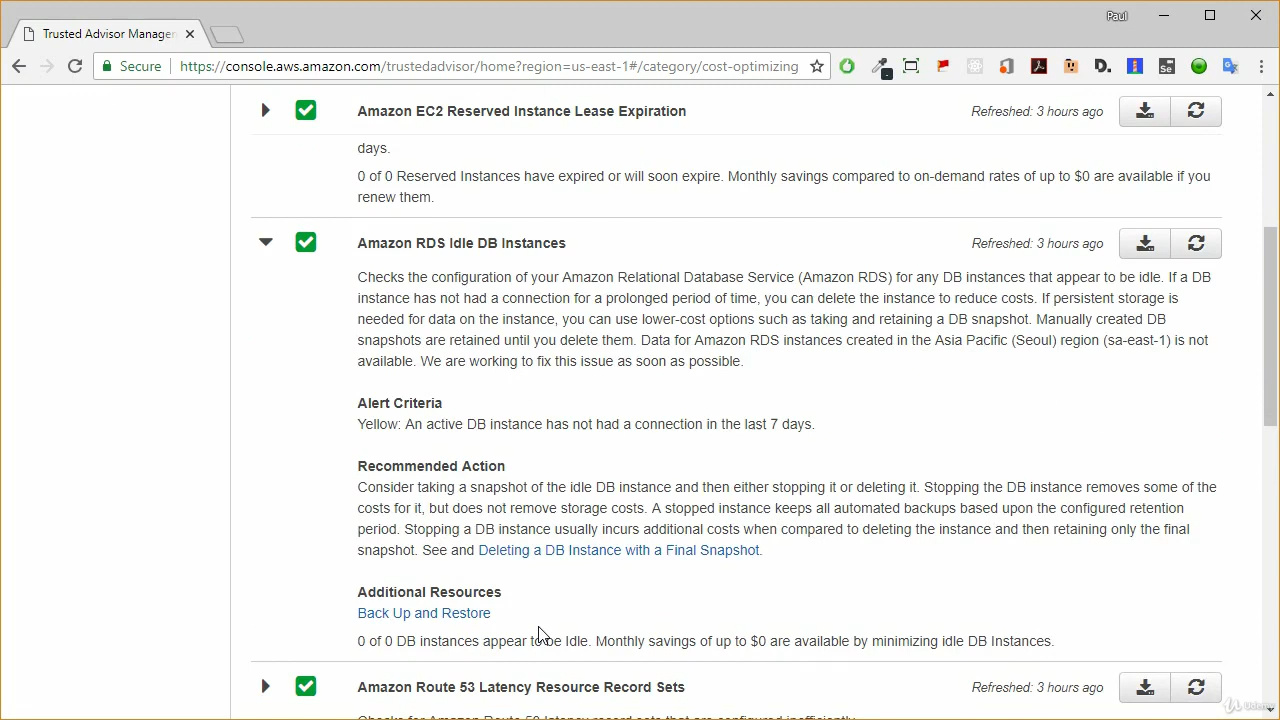 Paul
Trusted Advisor Manager
Secure
https://console.aws.amazon.com/trustedadvisor/home?region=us-east-1#/category/cost-optimizing
Amazon EC2 Reserved Instance Lease Expiration
Refreshed: 3 hours ago
days.
0 of 0 Reserved Instances have expired or will soon expire. Monthly savings compared to on-demand rates of up to $0 are available if you
renew them.
Amazon RDS Idle DB Instances
Refreshed: 3 hours ago
Checks the configuration of your Amazon Relational Database Service (Amazon RDS) for any DB instances that appear to be idle. If a DB
instance has not had a connection for a prolonged period of time, you can delete the instance to reduce costs. If persistent storage is
needed for data on the instance, you can use lower-cost options such as taking and retaining a DB snapshot. Manually created DB
snapshots are retained until you delete them. Data for Amazon RDS instances created in the Asia Pacific (Seoul) region (sa-east-1) is not
available. We are working to fix this issue as soon as possible.
Alert Criteria
Yellow: An active DB instance has not had a connection in the last 7 days.
Recommended Action
Consider taking a snapshot of the idle DB instance and then either stopping it or deleting it. Stopping the DB instance removes some of the
costs for it, but does not remove storage costs. A stopped instance keeps all automated backups based upon the configured retention
period. Stopping a DB instance usually incurs additional costs when compared to deleting the instance and then retaining only the final
snapshot. See and Deleting a DB Instance with a Final Snapshot.
Additional Resources
Back Up and Restore
0 of 0 DB instances appear to be Idle. Monthly savings of up to $0 are available by minimizing idle DB Instances.
Amazon Route 53 Latency Resource Record Sets
Refreshed: 3 hours ago
Checks for Amazon Route 53 latency record sets that are configured inefficiently.
Udemy